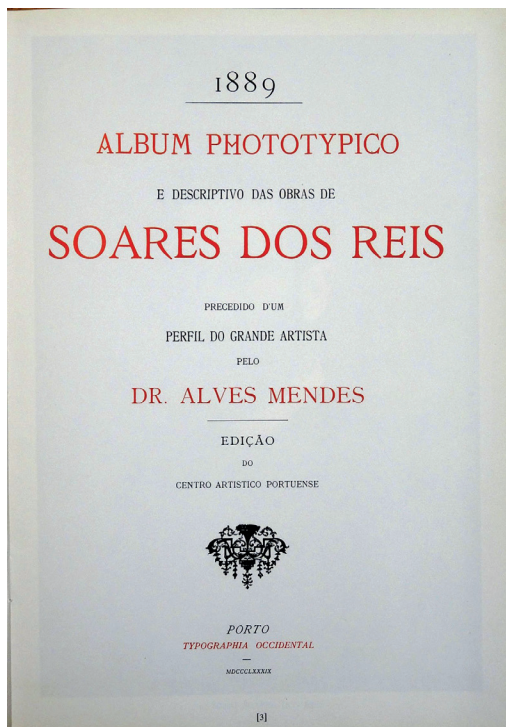 1889
ALBUM PHOTOTYPICO
E DESCRIPTIVO DAS OBRAS DE
SOARES DOS REIS
PRECEDIDO D'UM
PERFIL DO GRANDE ARTISTA
PELO
DR. ALVES MENDES
EDIÇÃO
DO
CENTRO ARTISTICO PORTUENSE
PORTO
TYPOGRAPHIA OCCIDENTAL
MDCCCLXXXIX
[3]